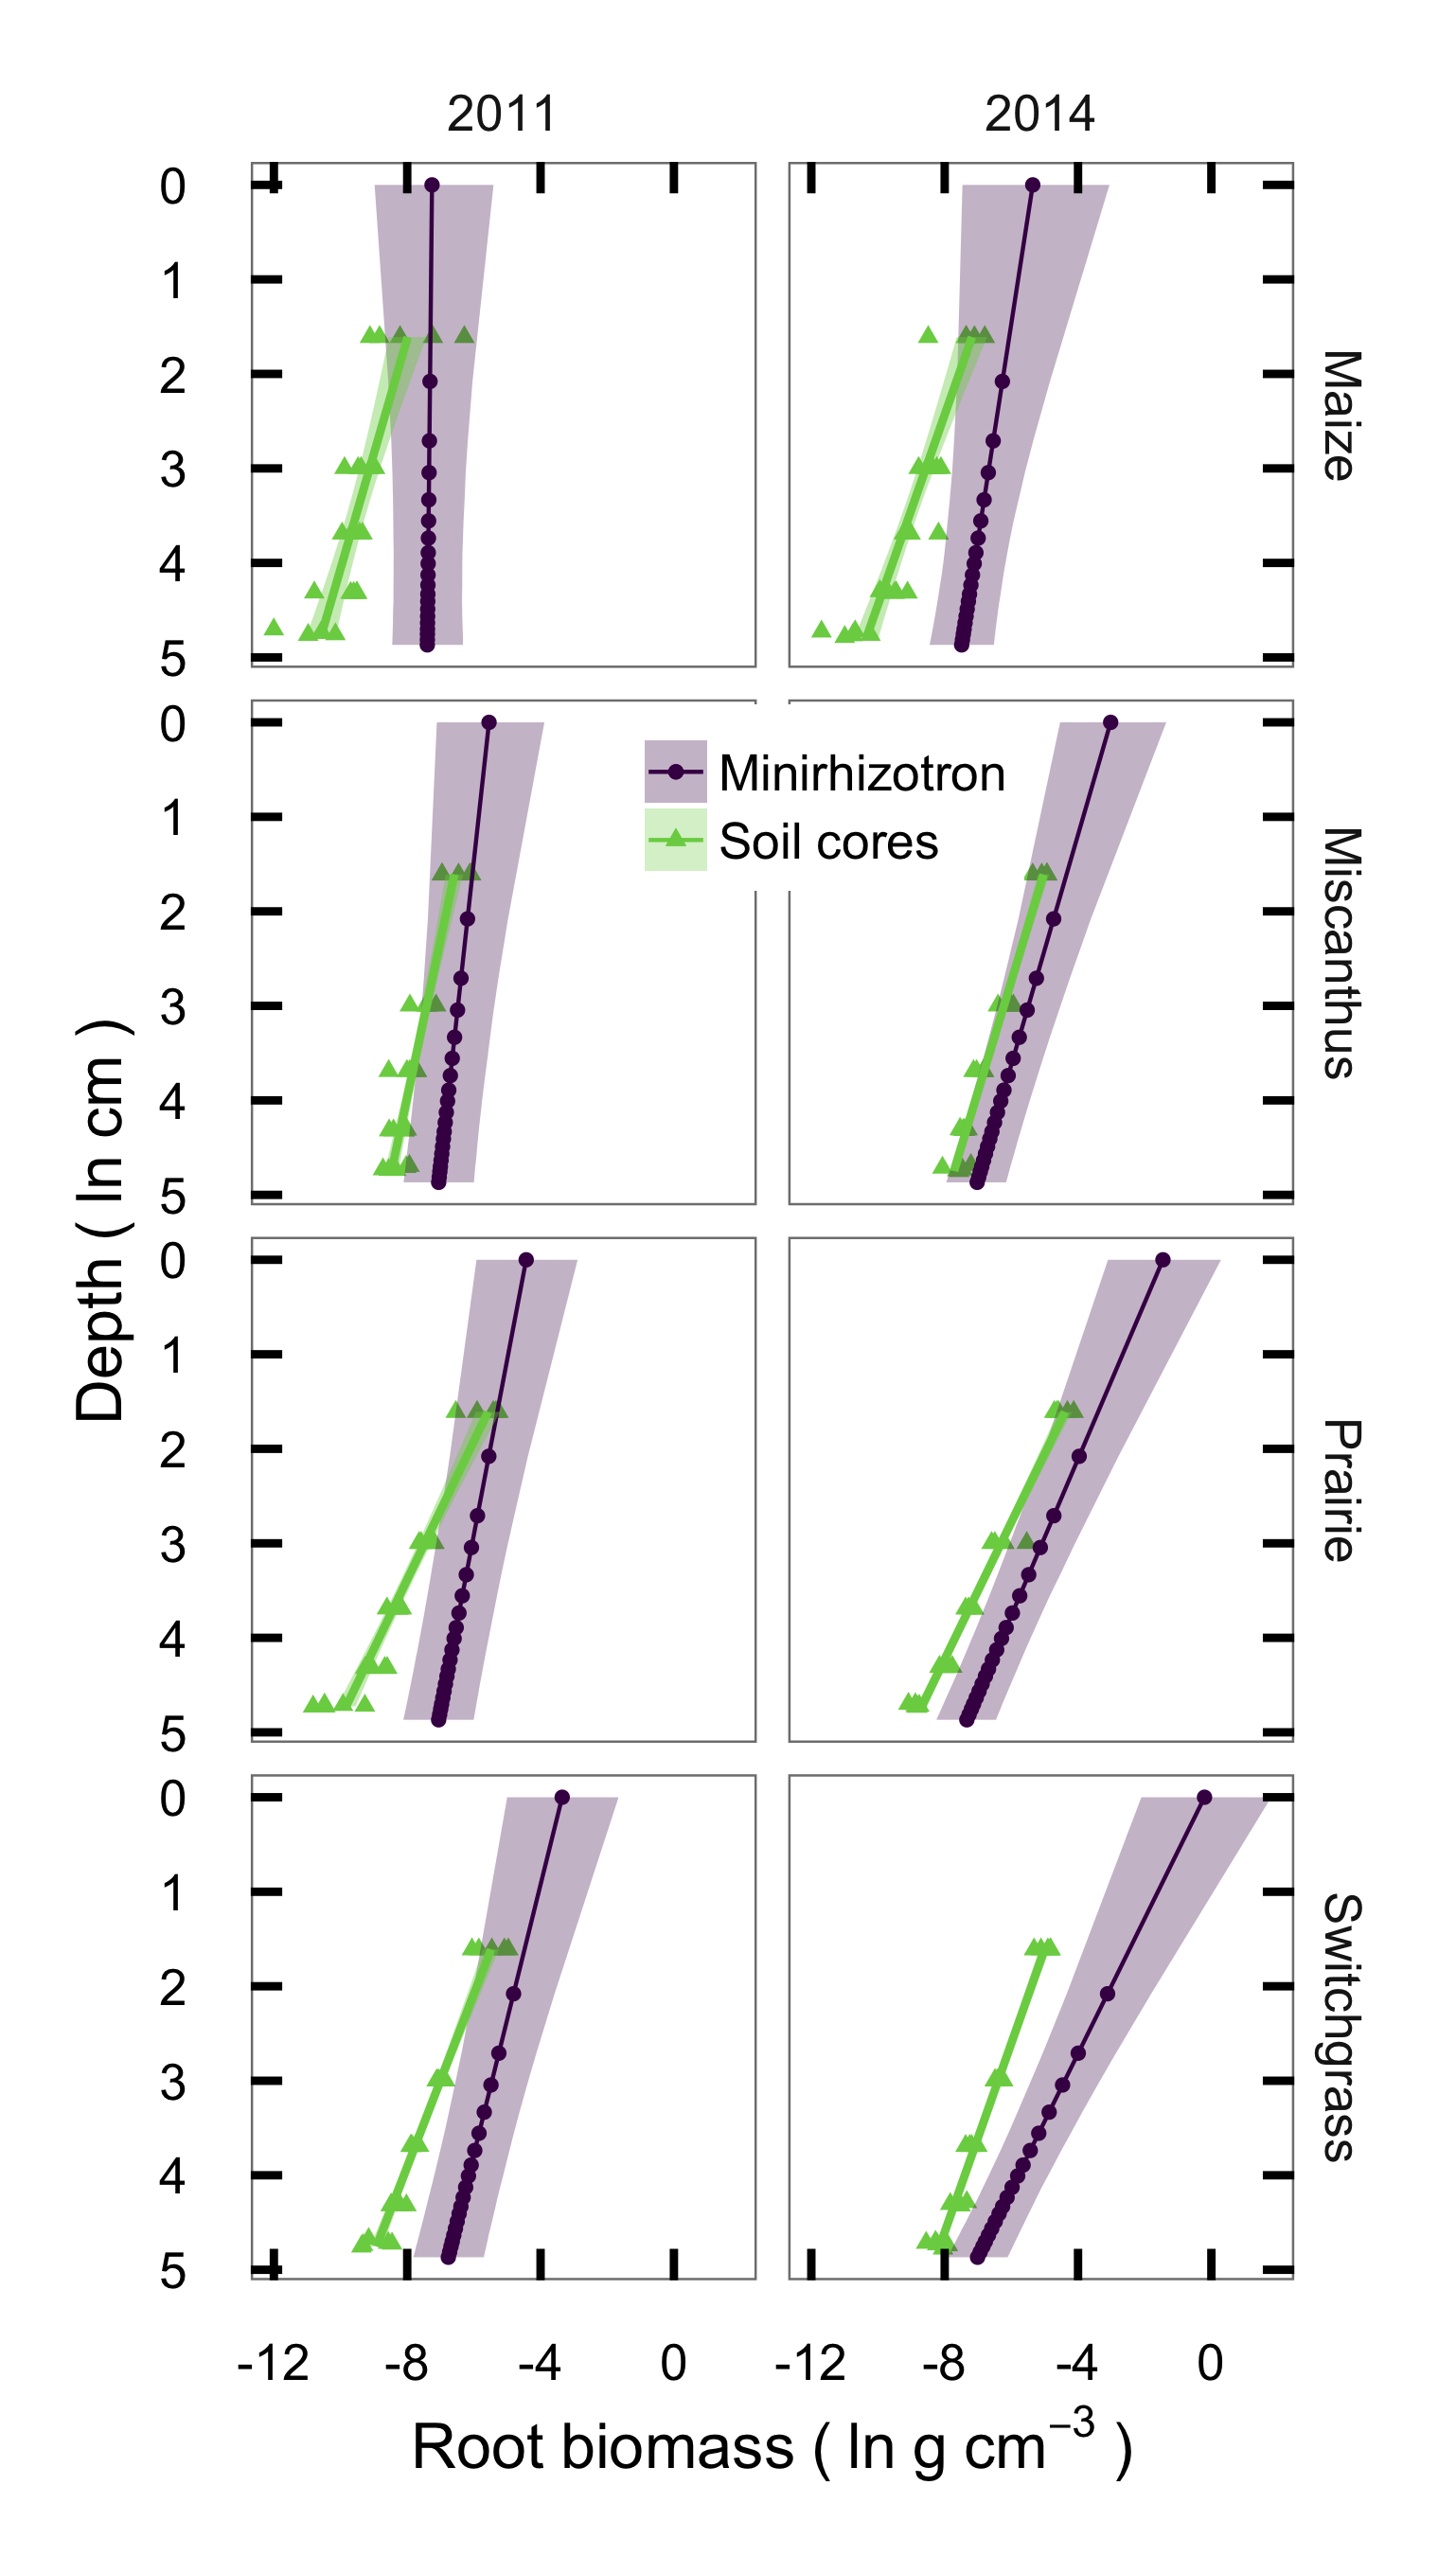 2011 2014
0
1
2
3
4
5
Maize
0
1
2
3
4
5
Minirhizotron
Soil cores
Miscanthus
Depth ( ln cm )
0
1
2
3
4
5
Prairie
0
1
2
3
4
5
Switchgrass
-12 -8 -4 0 -12 -8 -4 0
Root biomass ( ln g cm⁻³ )